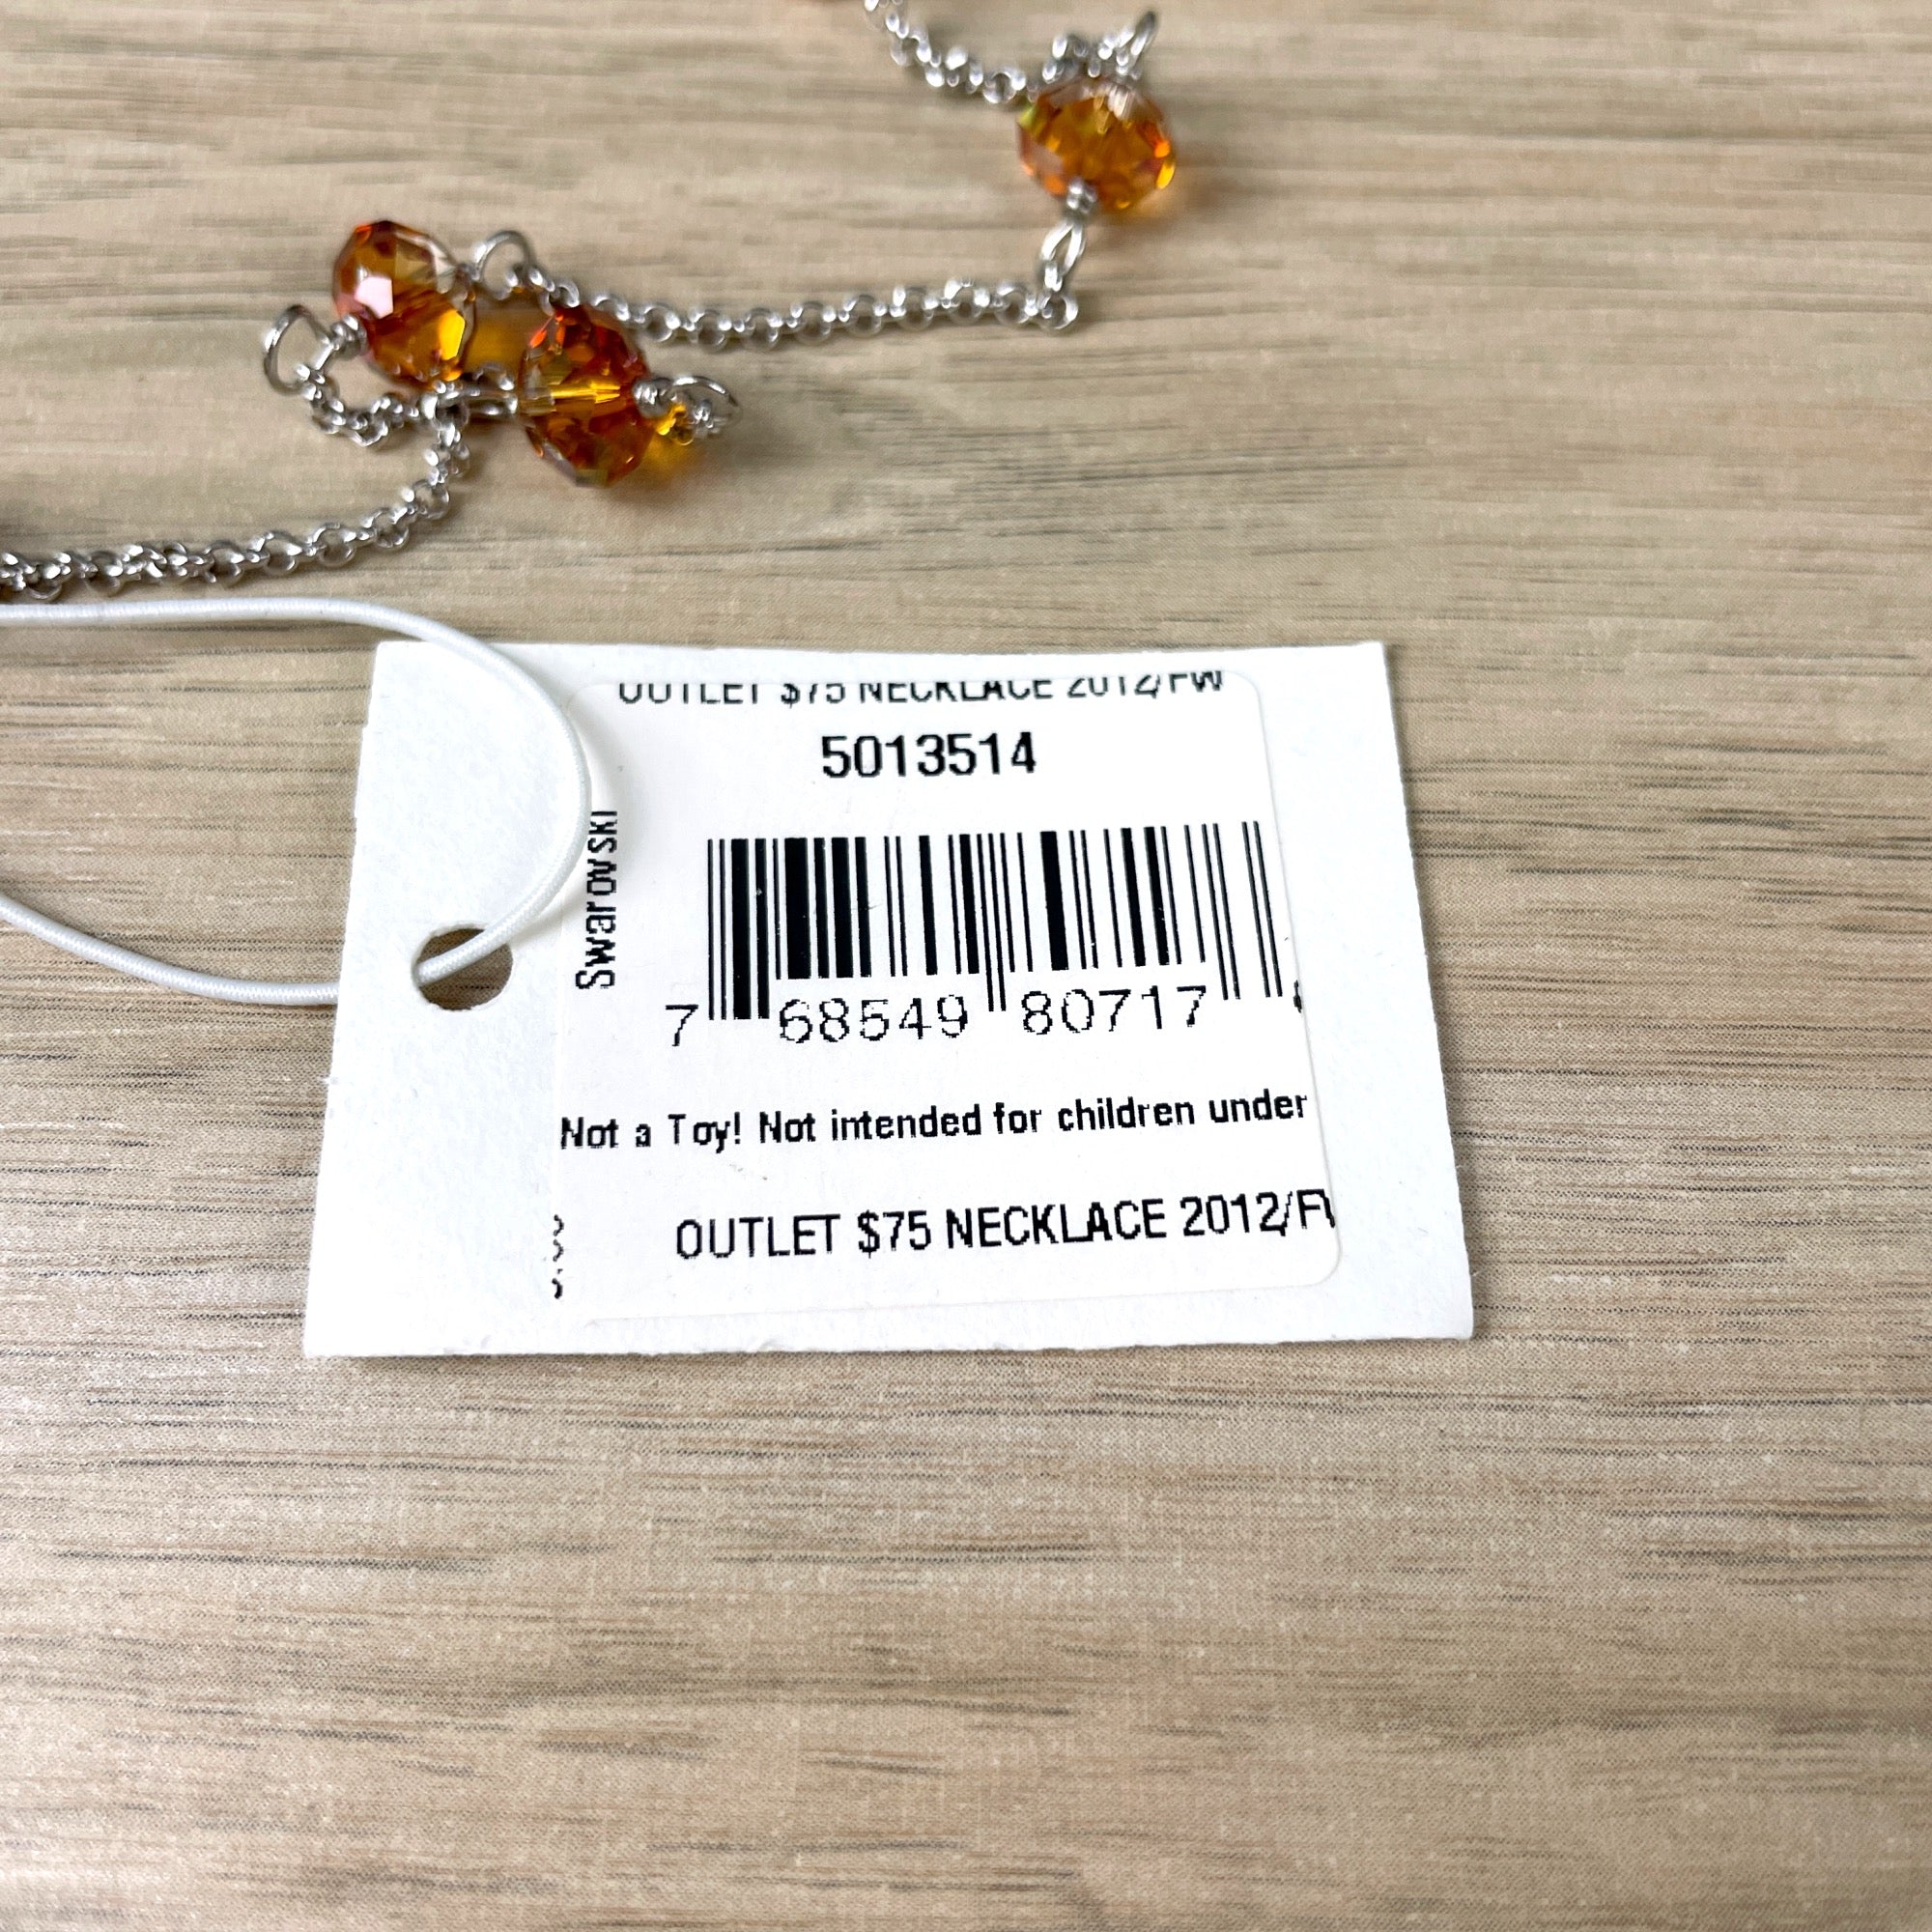 OUTLET $75 NECKLACE 2012/FW
5013514
Swarovski
7 68549 80717
Not a Toy! Not intended for children under
OUTLET $75 NECKLACE 2012/F